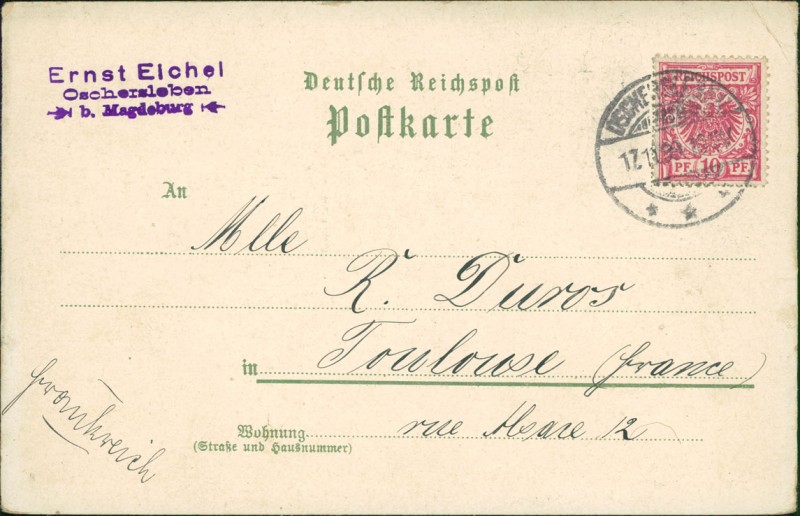 Ernst Eichel
Oschersleben
b. Magdeburg
Deutsche Reichspost
Postkarte
REICHSPOST
PF 10 PF
An
Mlle
R. Duros
in Toulouse (france)
Wohnung rue 12
(Straße und Hausnummer)
Frankreich